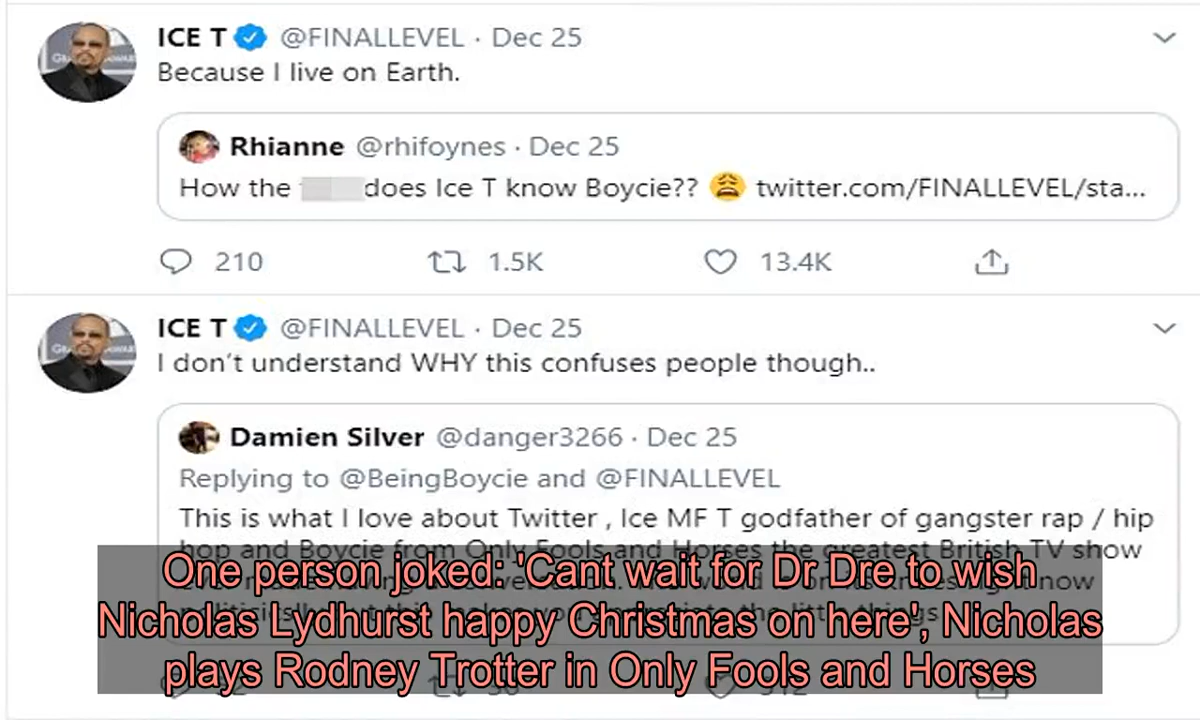 ICE T @FINALLEVEL · Dec 25
Because I live on Earth.
Rhianne @rhifoynes · Dec 25
How the does Ice T know Boycie?? 😩 twitter.com/FINALLEVEL/sta...
210 1.5K 13.4K
ICE T @FINALLEVEL · Dec 25
I don't understand WHY this confuses people though..
Damien Silver @danger3266 · Dec 25
Replying to @BeingBoycie and @FINALLEVEL
This is what I love about Twitter , Ice MF T godfather of gangster rap / hip
hop and Boycie from Only Fools and Horses the greatest British TV show
One person joked: 'Cant wait for Dr Dre to wish
Nicholas Lydhurst happy Christmas on here', Nicholas
plays Rodney Trotter in Only Fools and Horses